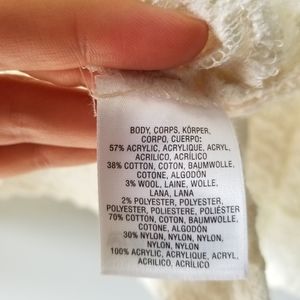 BODY, CORPS, KÖRPER,
CORPO, CUERPO:
57% ACRYLIC, ACRYLIQUE, ACRYL,
ACRILICO, ACRÍLICO
38% COTON, COTTON, BAUMWOLLE,
COTONE, ALGODÓN
3% WOOL, LAINE, WOLLE,
LANA, LANA
2% POLYESTER, POLYESTER,
POLYESTER, POLIESTERE, POLIÉSTER
70% COTON, COTTON, BAUMWOLLE,
COTONE, ALGODÓN
30% NYLON, NYLON, NYLON,
NYLON, NYLON
100% ACRYLIC, ACRYLIQUE, ACRYL,
ACRILICO, ACRÍLICO